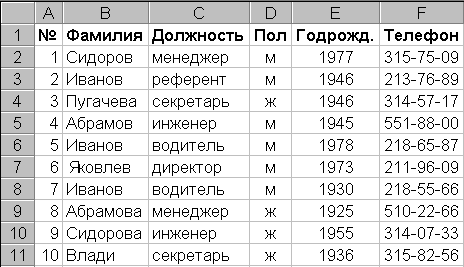 A B C D E F
1 № Фамилия Должность Пол Годрожд. Телефон
2 1 Сидоров менеджер м 1977 315-75-09
3 2 Иванов референт м 1946 213-76-89
4 3 Пугачева секретарь ж 1946 314-57-17
5 4 Абрамов инженер м 1945 551-88-00
6 5 Иванов водитель м 1978 218-65-87
7 6 Яковлев директор м 1973 211-96-09
8 7 Иванов водитель м 1930 218-55-66
9 8 Абрамова менеджер ж 1925 510-22-66
10 9 Сидорова инженер ж 1955 314-07-33
11 10 Влади секретарь ж 1936 315-82-56